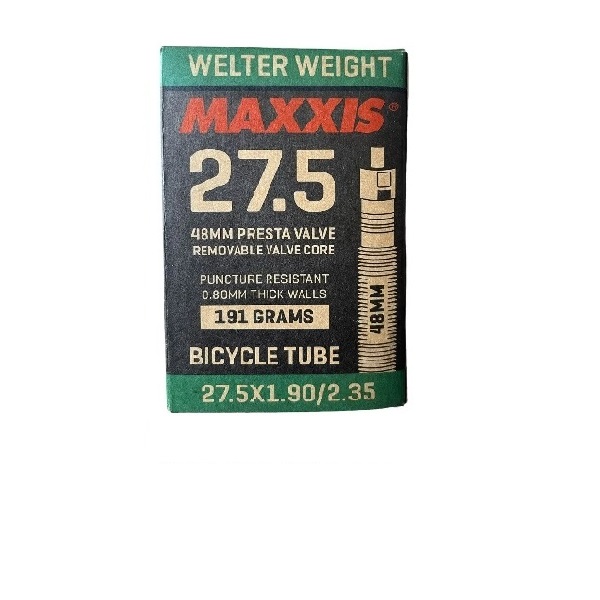 WELTER WEIGHT
MAXXIS®
27.5
48MM PRESTA VALVE
REMOVABLE VALVE CORE
PUNCTURE RESISTANT
0.80MM THICK WALLS
191 GRAMS
48MM
BICYCLE TUBE
27.5X1.90/2.35